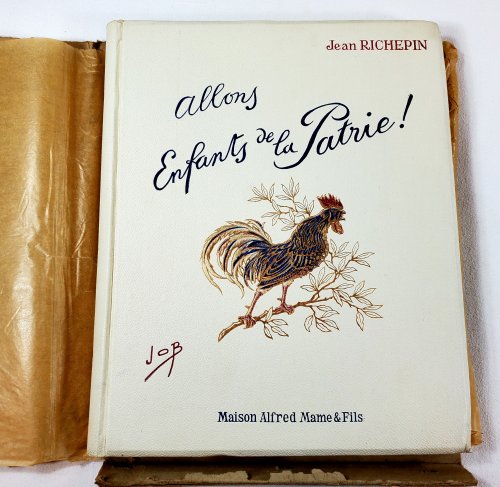 Jean RICHEPIN
Allons
Enfants de la Patrie!
JOB
Maison Alfred Mame & Fils